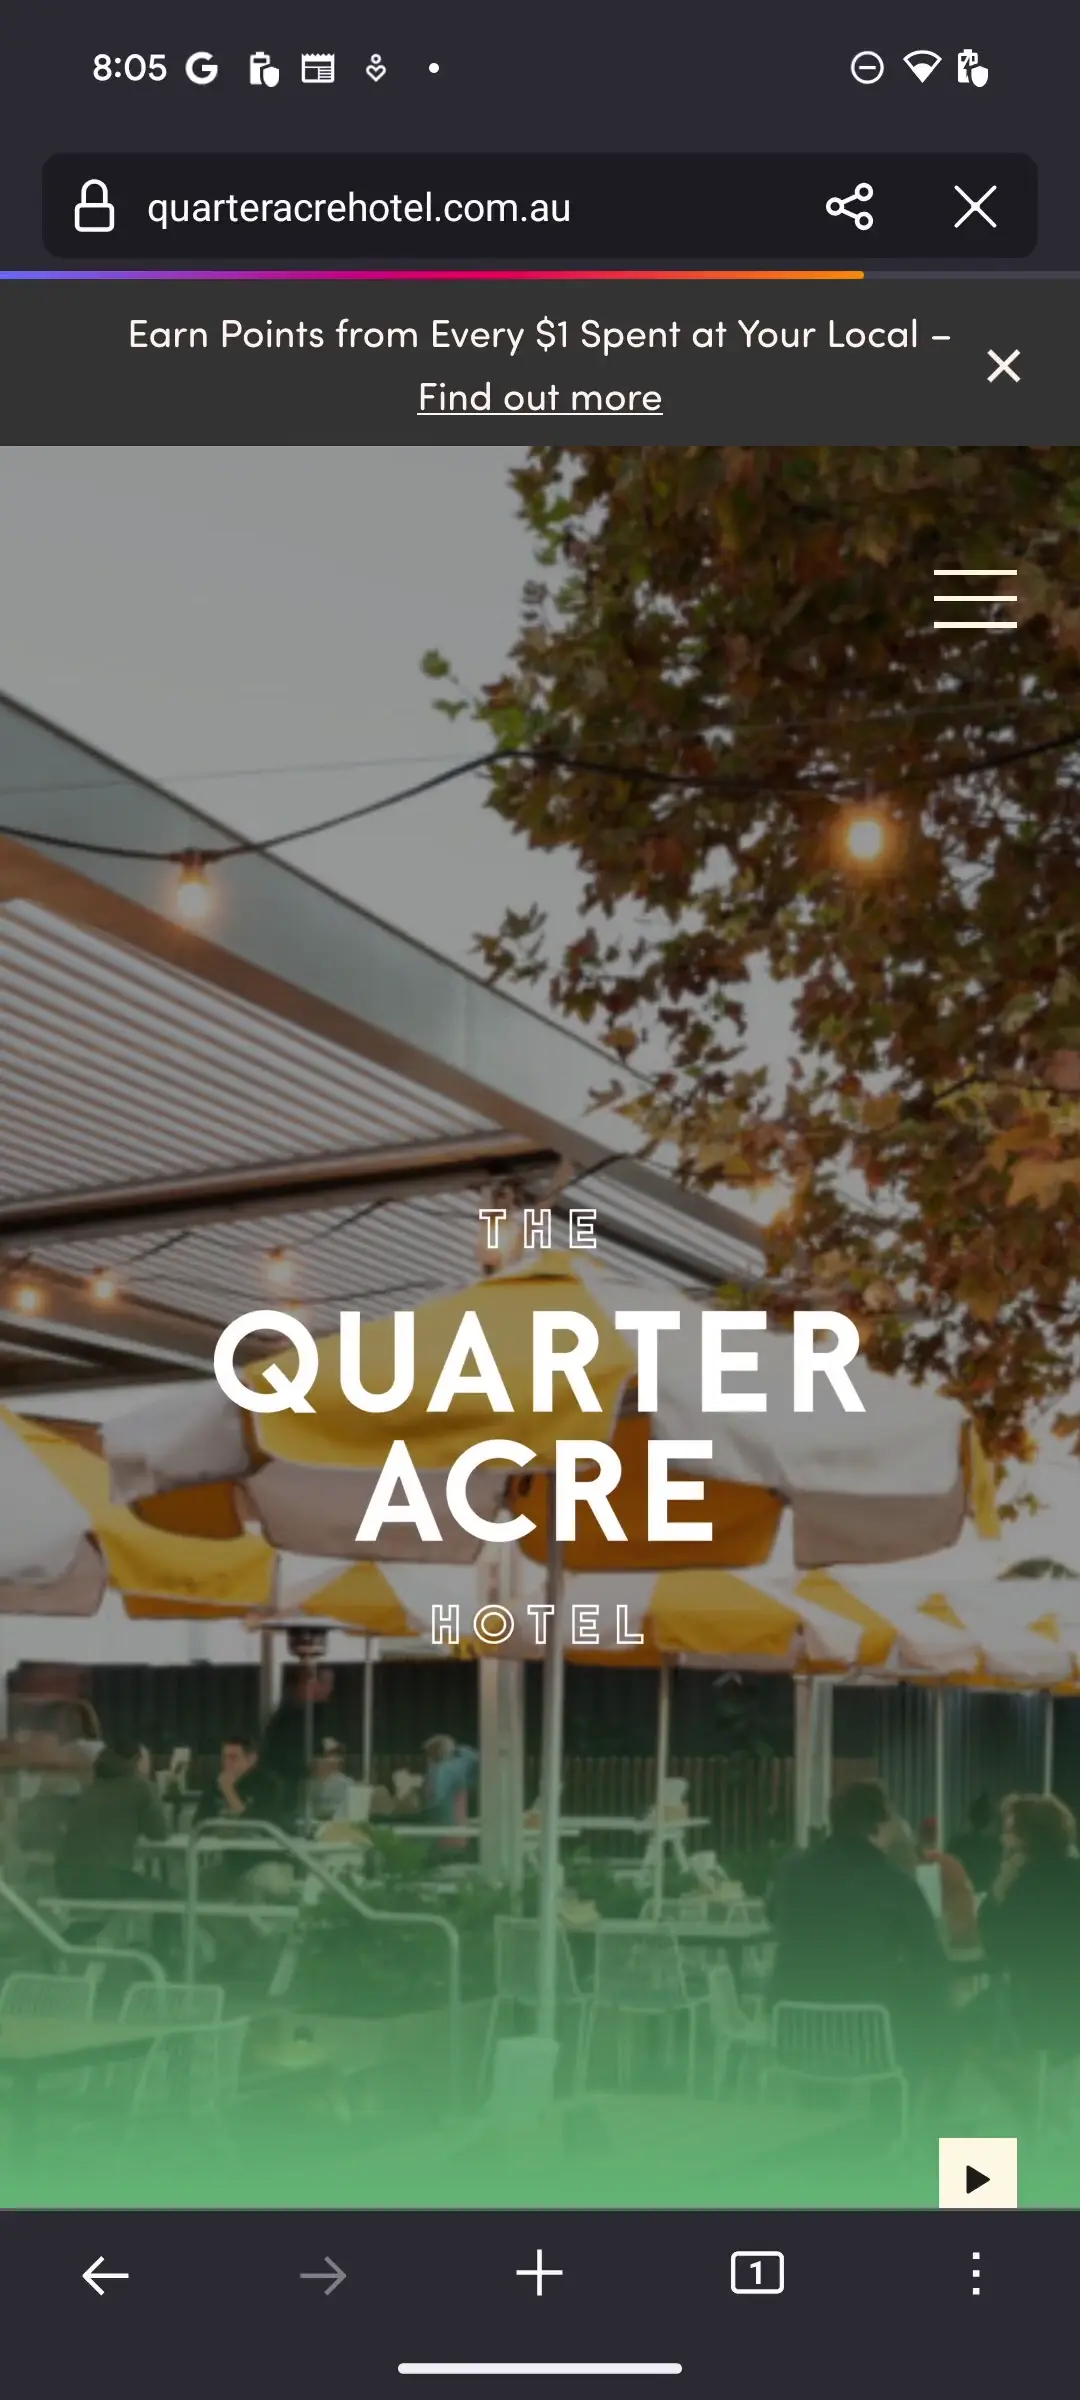 8:05
quarteracrehotel.com.au
Earn Points from Every $1 Spent at Your Local –
Find out more
THE
QUARTER
ACRE
HOTEL
1